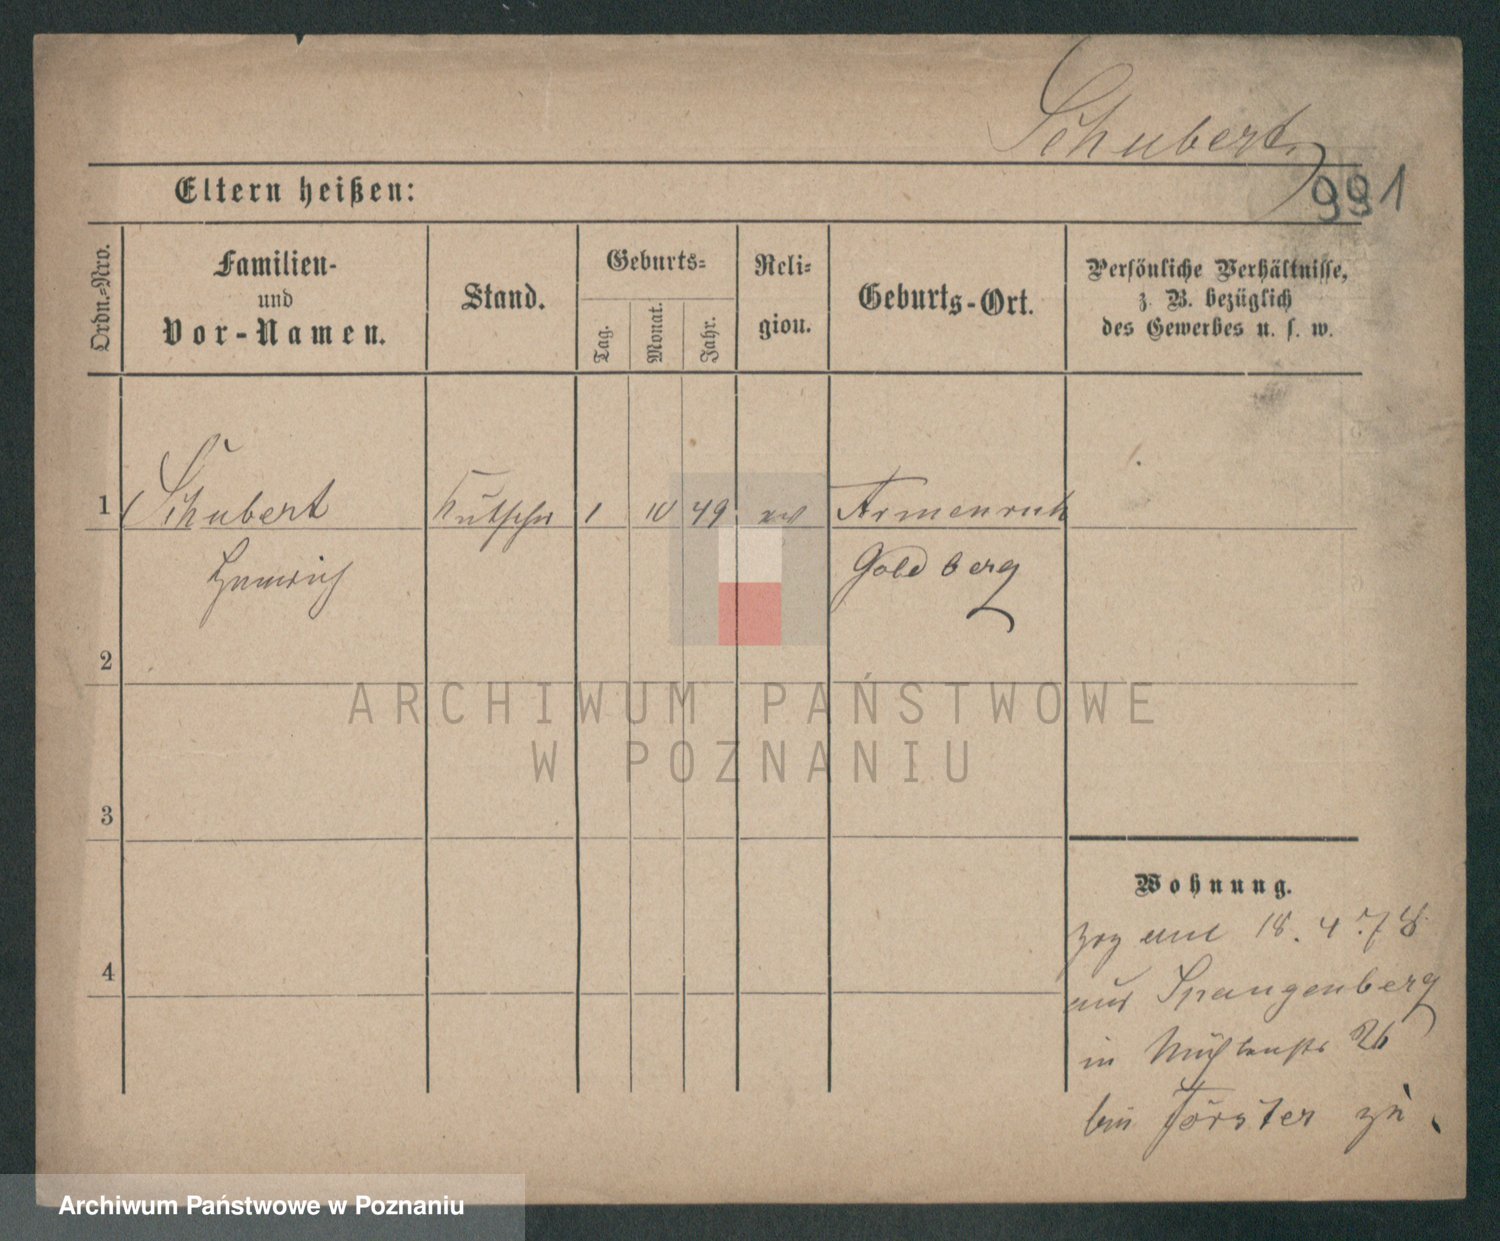 Schubert,
991
Eltern heißen:
Ordn.=Nro.
Familien-
und
Vor-Namen.
Stand.
Geburts=
Tag.
Monat.
Jahr.
Reli=
gion.
Geburts-Ort.
Persönliche Verhältnisse,
z. B. bezüglich
des Gewerbes u. s. w.
1 Schubert Kutscher 1 10 49 ev Armenruh
Heinrich Goldberg
2
3
4
Wohnung.
zog am 18. 4. 78
aus Spangenberg
in Mühlenstr 26
bei Förster zu.
ARCHIWUM PAŃSTWOWE
W POZNANIU
Archiwum Państwowe w Poznaniu